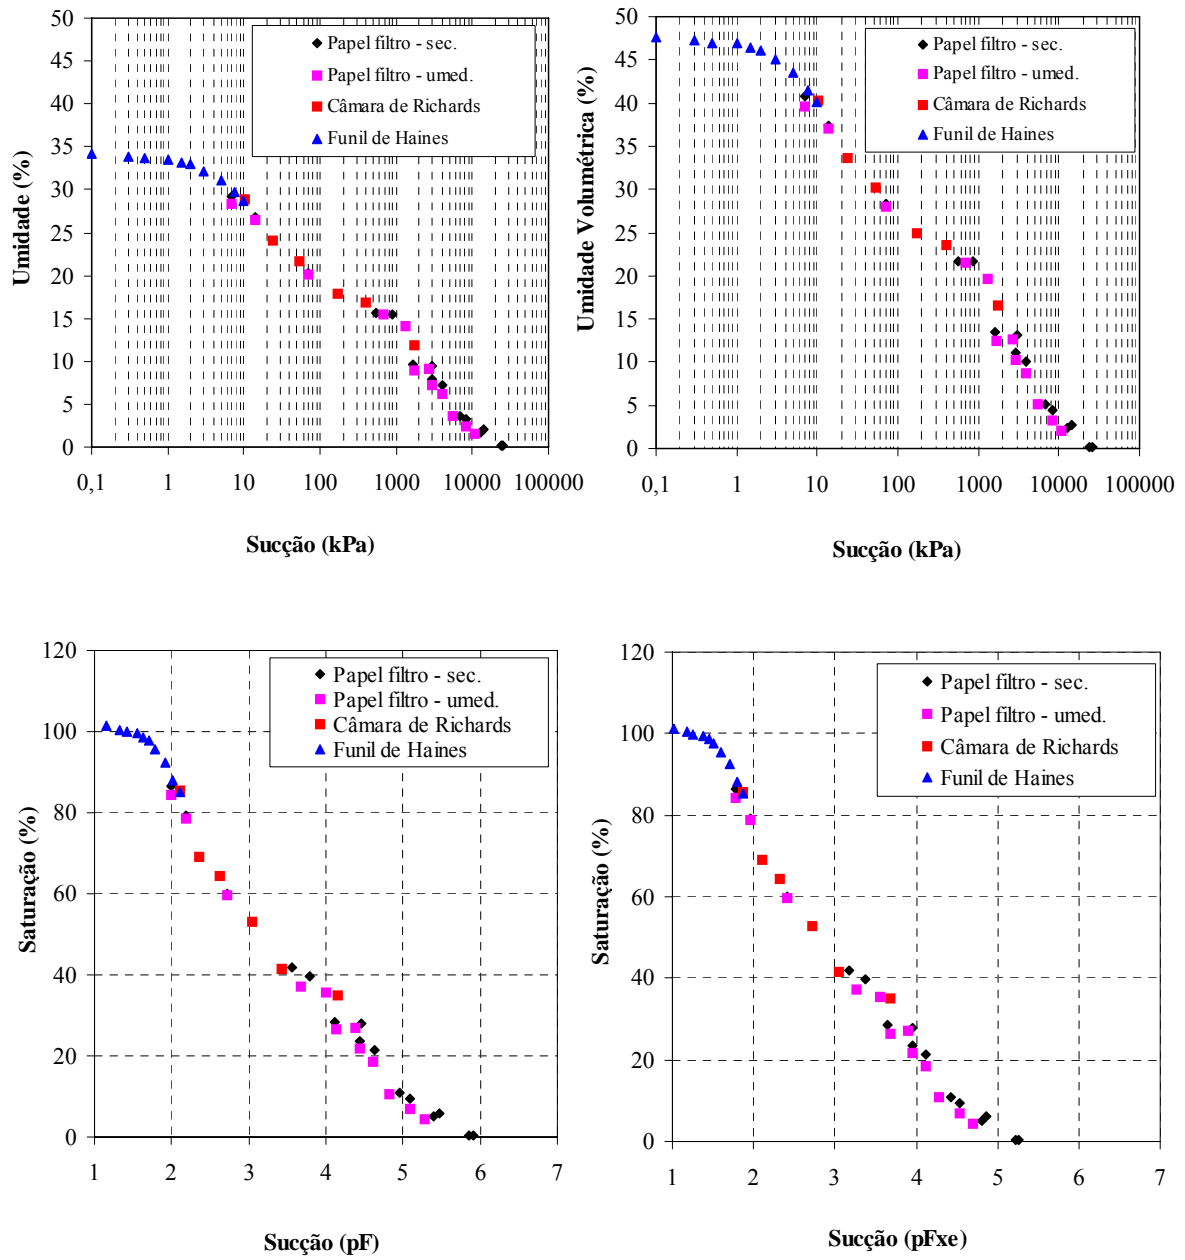 50
45
40
35
30
25
20
15
10
5
0
Umidade (%)
Papel filtro - sec.
Papel filtro - umed.
Câmara de Richards
Funil de Haines
0,1 1 10 100 1000 10000 100000
Sucção (kPa)
50
45
40
35
30
25
20
15
10
5
0
Umidade Volumétrica (%)
Papel filtro - sec.
Papel filtro - umed.
Câmara de Richards
Funil de Haines
0,1 1 10 100 1000 10000 100000
Sucção (kPa)
120
100
80
60
40
20
0
Saturação (%)
Papel filtro - sec.
Papel filtro - umed.
Câmara de Richards
Funil de Haines
1 2 3 4 5 6 7
Sucção (pF)
120
100
80
60
40
20
0
Saturação (%)
Papel filtro - sec.
Papel filtro - umed.
Câmara de Richards
Funil de Haines
1 2 3 4 5 6 7
Sucção (pFxe)